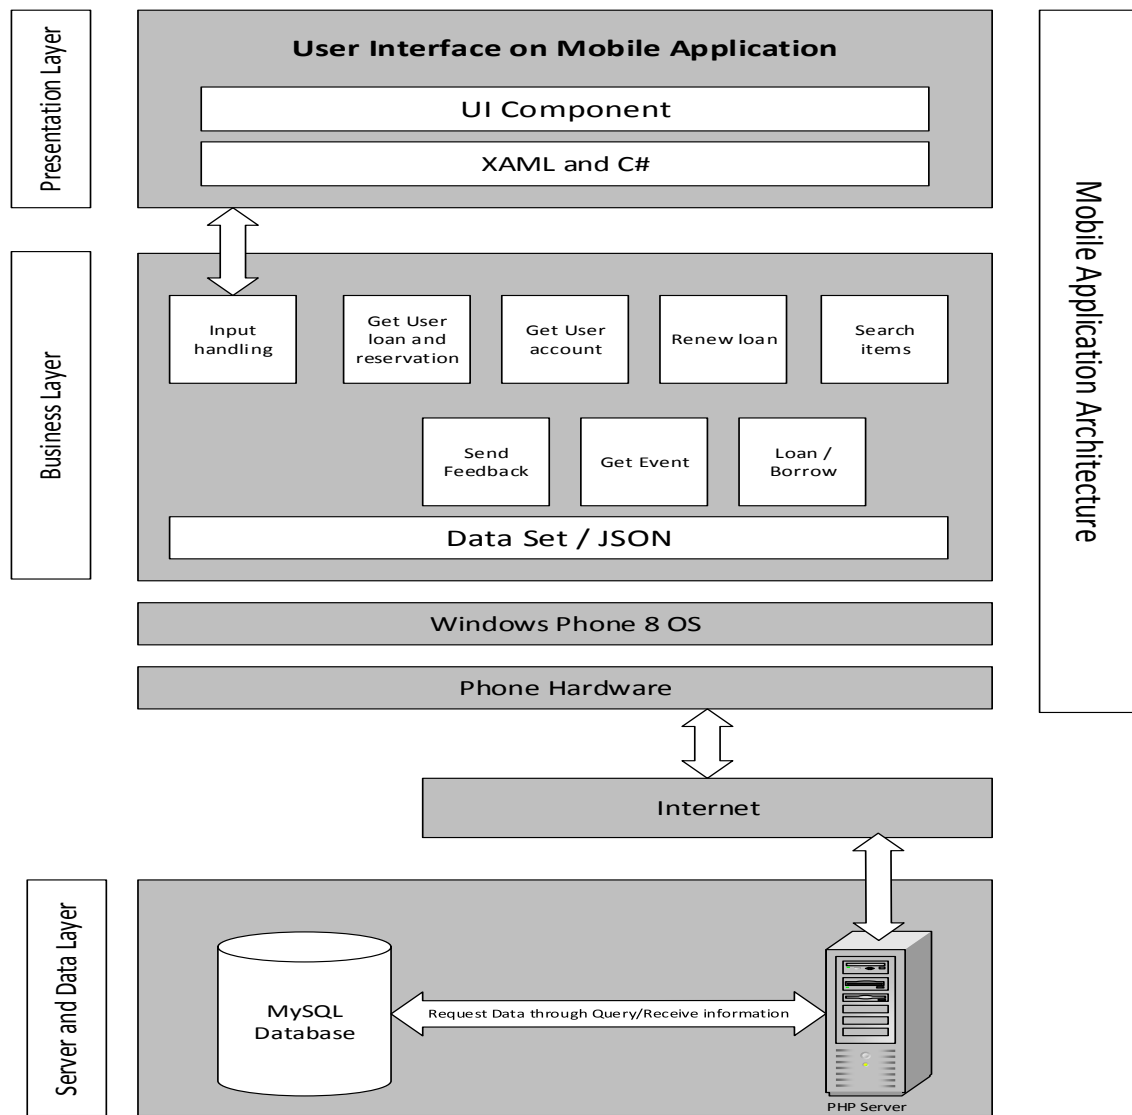 Presentation Layer
User Interface on Mobile Application
UI Component
XAML and C#
Mobile Application Architecture
Business Layer
Input
handling
Get User
loan and
reservation
Get User
account
Renew loan
Search
items
Send
Feedback
Get Event
Loan /
Borrow
Data Set / JSON
Windows Phone 8 OS
Phone Hardware
Internet
Server and Data Layer
MySQL
Database
Request Data through Query/Receive information
PHP Server